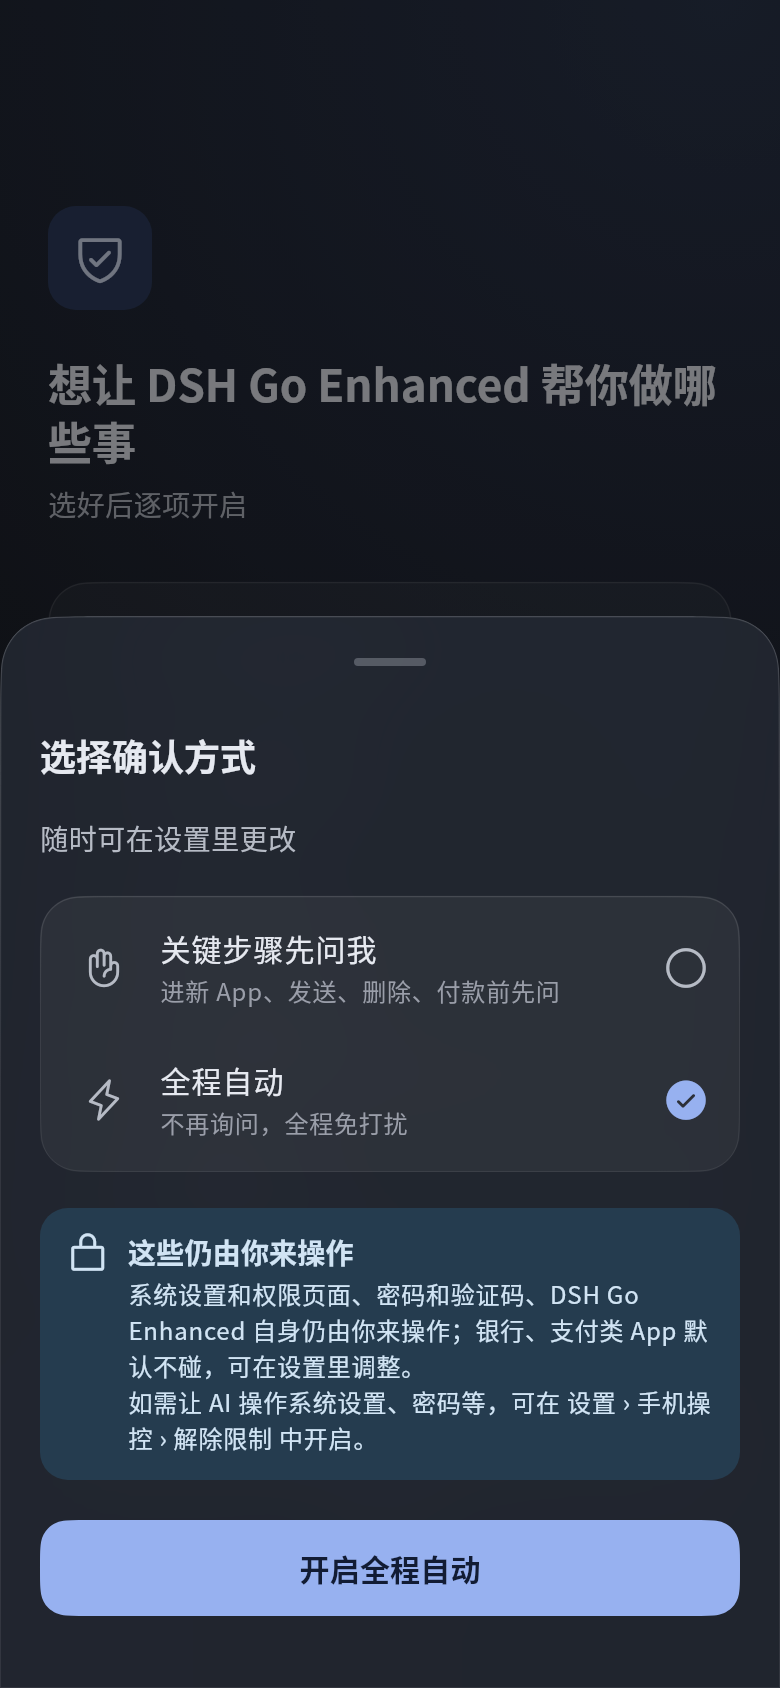 想让 DSH Go Enhanced 帮你做哪
些事
选好后逐项开启
选择确认方式
随时可在设置里更改
关键步骤先问我
进新 App、发送、删除、付款前先问
全程自动
不再询问，全程免打扰
这些仍由你来操作
系统设置和权限页面、密码和验证码、DSH Go
Enhanced 自身仍由你来操作；银行、支付类 App 默
认不碰，可在设置里调整。
如需让 AI 操作系统设置、密码等，可在 设置 › 手机操
控 › 解除限制 中开启。
开启全程自动